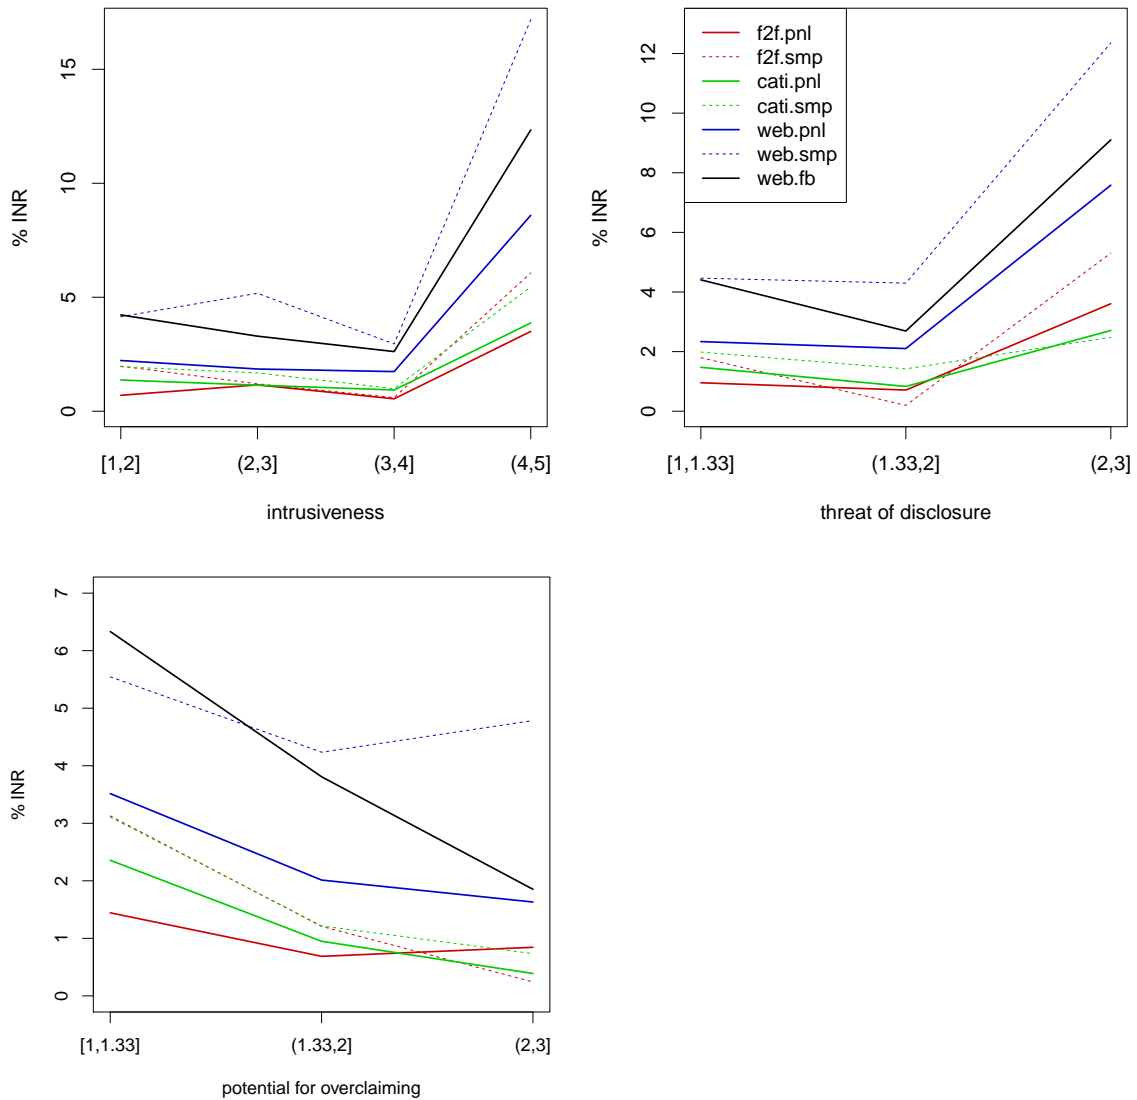 % INR
15
10
5
0
[1,2]
(2,3]
(3,4]
(4,5]
intrusiveness
% INR
12
10
8
6
4
2
0
f2f.pnl
f2f.smp
cati.pnl
cati.smp
web.pnl
web.smp
web.fb
[1,1.33]
(1.33,2]
(2,3]
threat of disclosure
% INR
7
6
5
4
3
2
1
0
[1,1.33]
(1.33,2]
(2,3]
potential for overclaiming